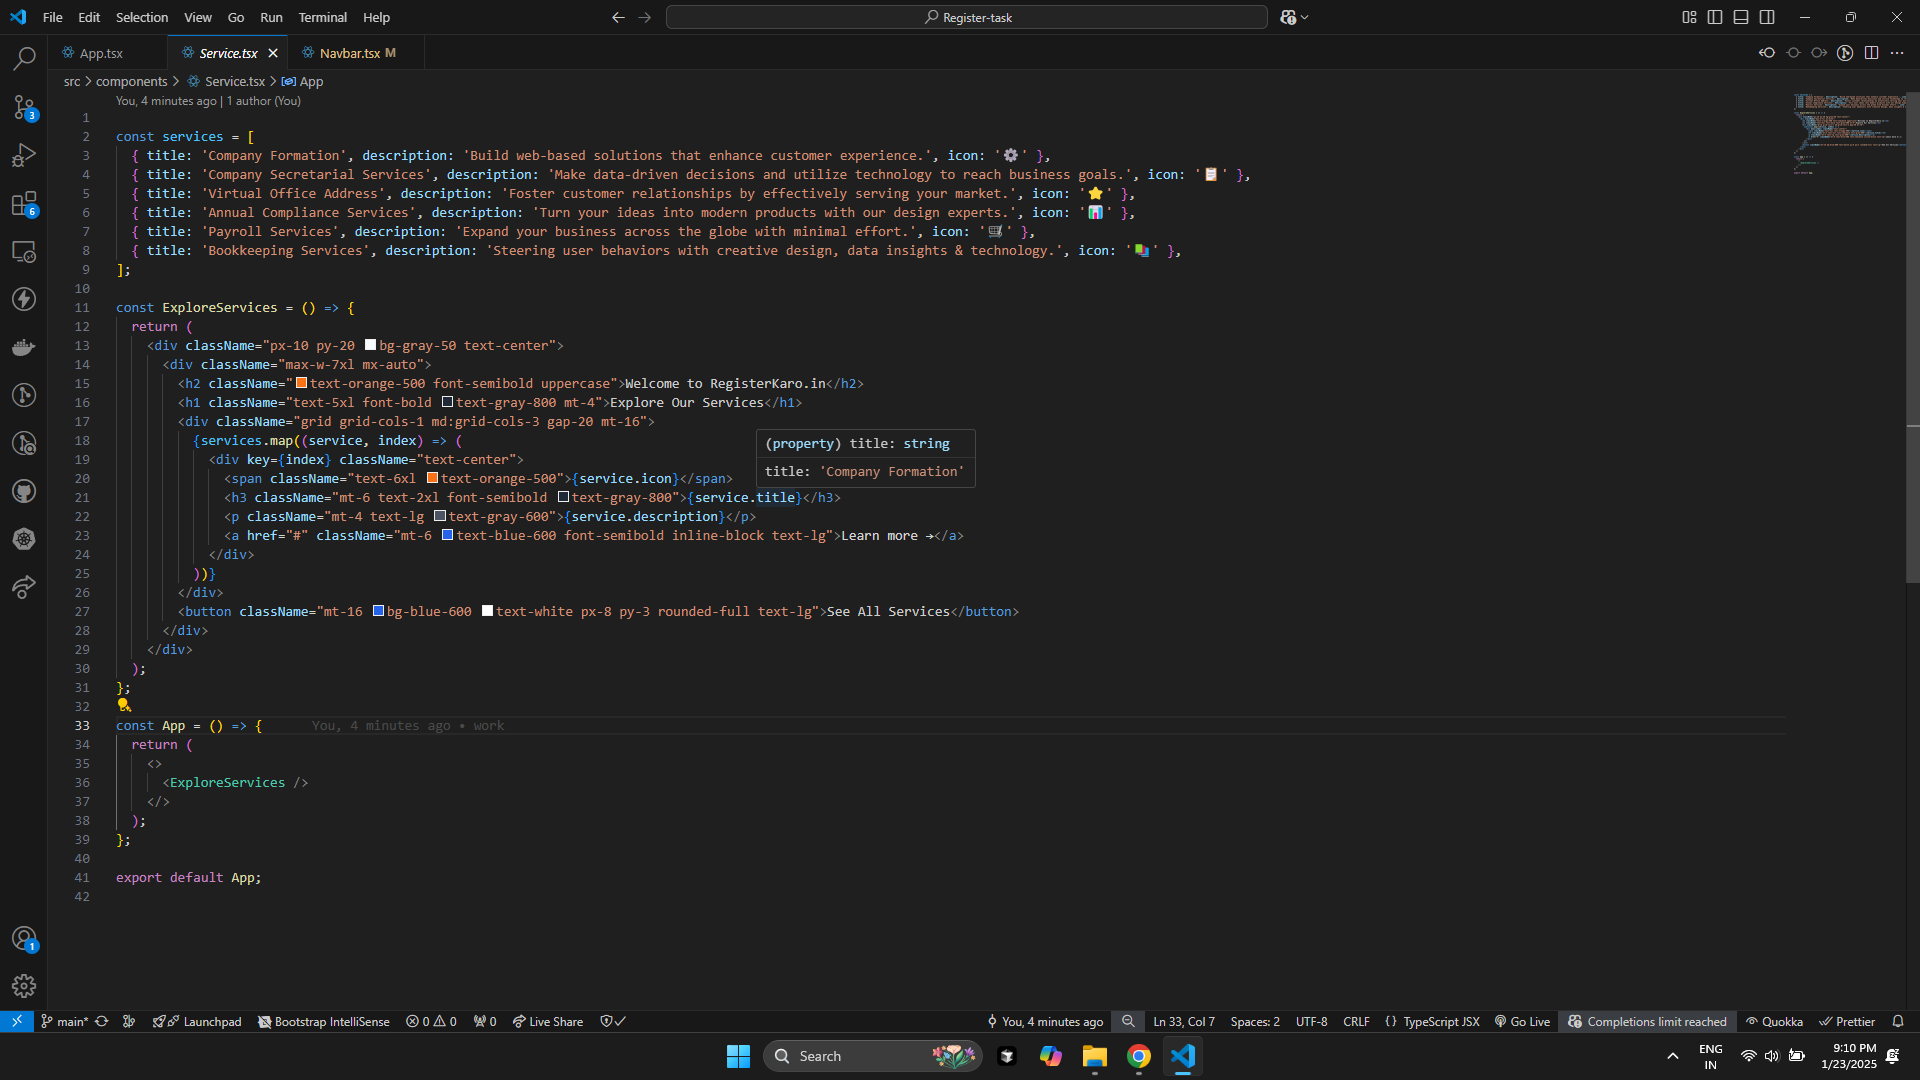 File Edit Selection View Go Run Terminal Help
Register-task
App.tsx
Service.tsx
Navbar.tsx M
src > components > Service.tsx > App
You, 4 minutes ago | 1 author (You)
1
2 const services = [
3 { title: 'Company Formation', description: 'Build web-based solutions that enhance customer experience.', icon: '⚙️' },
4 { title: 'Company Secretarial Services', description: 'Make data-driven decisions and utilize technology to reach business goals.', icon: '📋' },
5 { title: 'Virtual Office Address', description: 'Foster customer relationships by effectively serving your market.', icon: '⭐' },
6 { title: 'Annual Compliance Services', description: 'Turn your ideas into modern products with our design experts.', icon: '📊' },
7 { title: 'Payroll Services', description: 'Expand your business across the globe with minimal effort.', icon: '🛒' },
8 { title: 'Bookkeeping Services', description: 'Steering user behaviors with creative design, data insights & technology.', icon: '📚' },
9 ];
10
11 const ExploreServices = () => {
12 return (
13 <div className="px-10 py-20 bg-gray-50 text-center">
14 <div className="max-w-7xl mx-auto">
15 <h2 className="text-orange-500 font-semibold uppercase">Welcome to RegisterKaro.in</h2>
16 <h1 className="text-5xl font-bold text-gray-800 mt-4">Explore Our Services</h1>
17 <div className="grid grid-cols-1 md:grid-cols-3 gap-20 mt-16">
18 {services.map((service, index) => (
(property) title: string
19 <div key={index} className="text-center">
title: 'Company Formation'
20 <span className="text-6xl text-orange-500">{service.icon}</span>
21 <h3 className="mt-6 text-2xl font-semibold text-gray-800">{service.title}</h3>
22 <p className="mt-4 text-lg text-gray-600">{service.description}</p>
23 <a href="#" className="mt-6 text-blue-600 font-semibold inline-block text-lg">Learn more →</a>
24 </div>
25 ))}
26 </div>
27 <button className="mt-16 bg-blue-600 text-white px-8 py-3 rounded-full text-lg">See All Services</button>
28 </div>
29 </div>
30 );
31 };
32
33 const App = () => { You, 4 minutes ago • work
34 return (
35 <>
36 <ExploreServices />
37 </>
38 );
39 };
40
41 export default App;
42
3
6
1
main* Launchpad Bootstrap IntelliSense 0 0 0 Live Share
You, 4 minutes ago Ln 33, Col 7 Spaces: 2 UTF-8 CRLF {} TypeScript JSX Go Live Completions limit reached Quokka Prettier
Search
ENG
IN
9:10 PM
1/23/2025